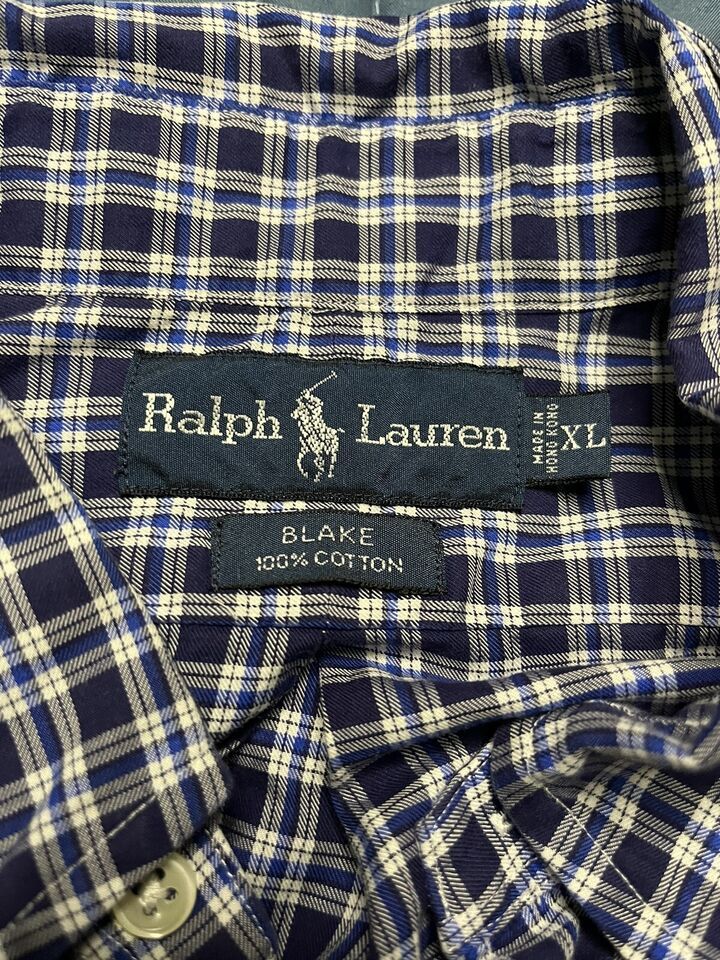 Ralph Lauren
MADE IN
HONG KONG
XL
BLAKE
100% COTTON